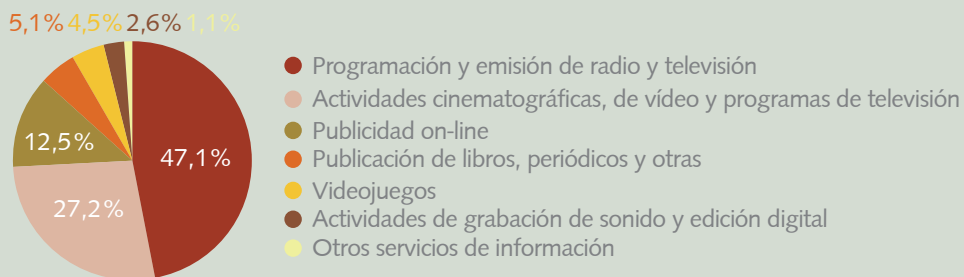 5,1% 4,5% 2,6% 1,1%
47,1%
12,5%
27,2%
Programación y emisión de radio y televisión
Actividades cinematográficas, de vídeo y programas de televisión
Publicidad on-line
Publicación de libros, periódicos y otras
Videojuegos
Actividades de grabación de sonido y edición digital
Otros servicios de información